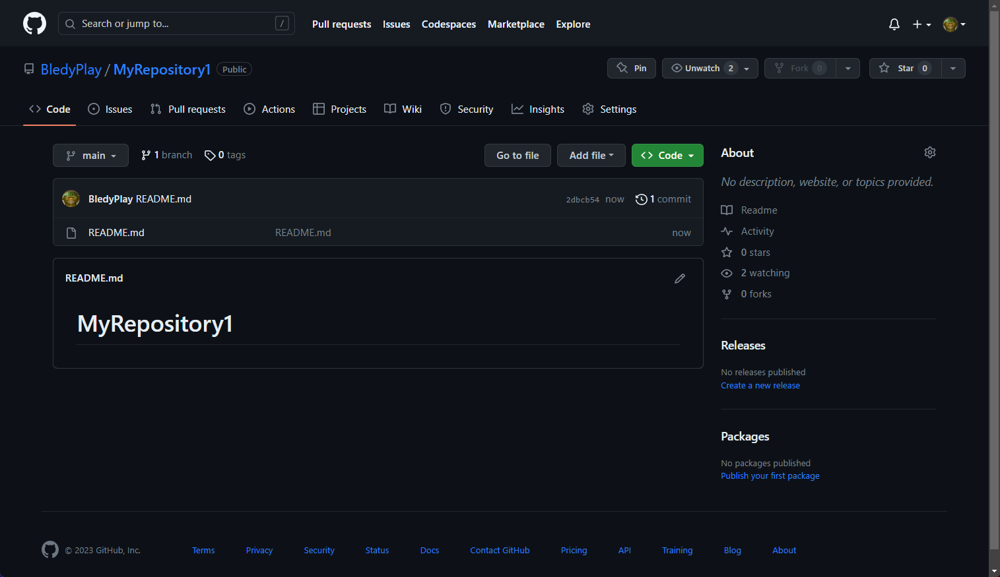 Search or jump to... / Pull requests Issues Codespaces Marketplace Explore
BledyPlay / MyRepository1 Public Pin Unwatch 2 Fork 0 Star 0
Code Issues Pull requests Actions Projects Wiki Security Insights Settings
main 1 branch 0 tags Go to file Add file Code
BledyPlay README.md 2dbcb54 now 1 commit
README.md README.md now
README.md
MyRepository1
About
No description, website, or topics provided.
Readme
Activity
0 stars
2 watching
0 forks
Releases
No releases published
Create a new release
Packages
No packages published
Publish your first package
© 2023 GitHub, Inc. Terms Privacy Security Status Docs Contact GitHub Pricing API Training Blog About